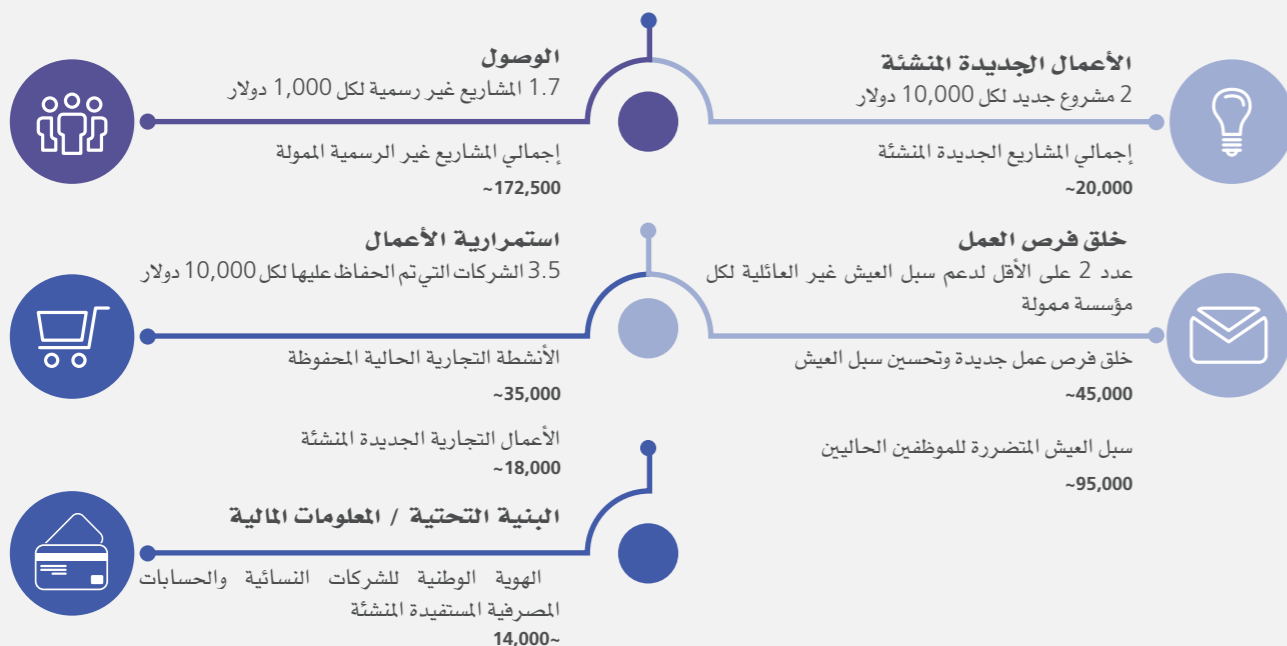 الأعمال الجديدة المنشئة
2 مشروع جديد لكل 10,000 دولار
إجمالي المشاريع الجديدة المنشئة
~20,000
خلق فرص العمل
عدد 2 على الأقل لدعم سبل العيش غير العائلية لكل
مؤسسة ممولة
خلق فرص عمل جديدة وتحسين سبل العيش
~45,000
سبل العيش المتضررة للموظفين الحاليين
~95,000
الوصول
1.7 المشاريع غير رسمية لكل 1,000 دولار
إجمالي المشاريع غير الرسمية الممولة
~172,500
استمرارية الأعمال
3.5 الشركات التي تم الحفاظ عليها لكل 10,000 دولار
الأنشطة التجارية الحالية المحفوظة
~35,000
الأعمال التجارية الجديدة المنشئة
~18,000
البنية التحتية / المعلومات المالية
الهوية الوطنية للشركات النسائية والحسابات
المصرفية المستفيدة المنشئة
14,000~